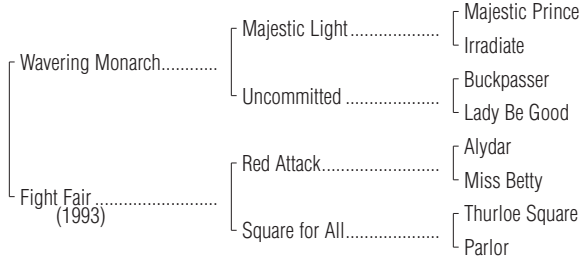 Majestic Prince
Majestic Light....................
Irradiate
Wavering Monarch............
Buckpasser
Uncommitted .....................
Lady Be Good
Alydar
Red Attack..........................
Miss Betty
Fight Fair ...........................
(1993)
Thurloe Square
Square for All.....................
Parlor